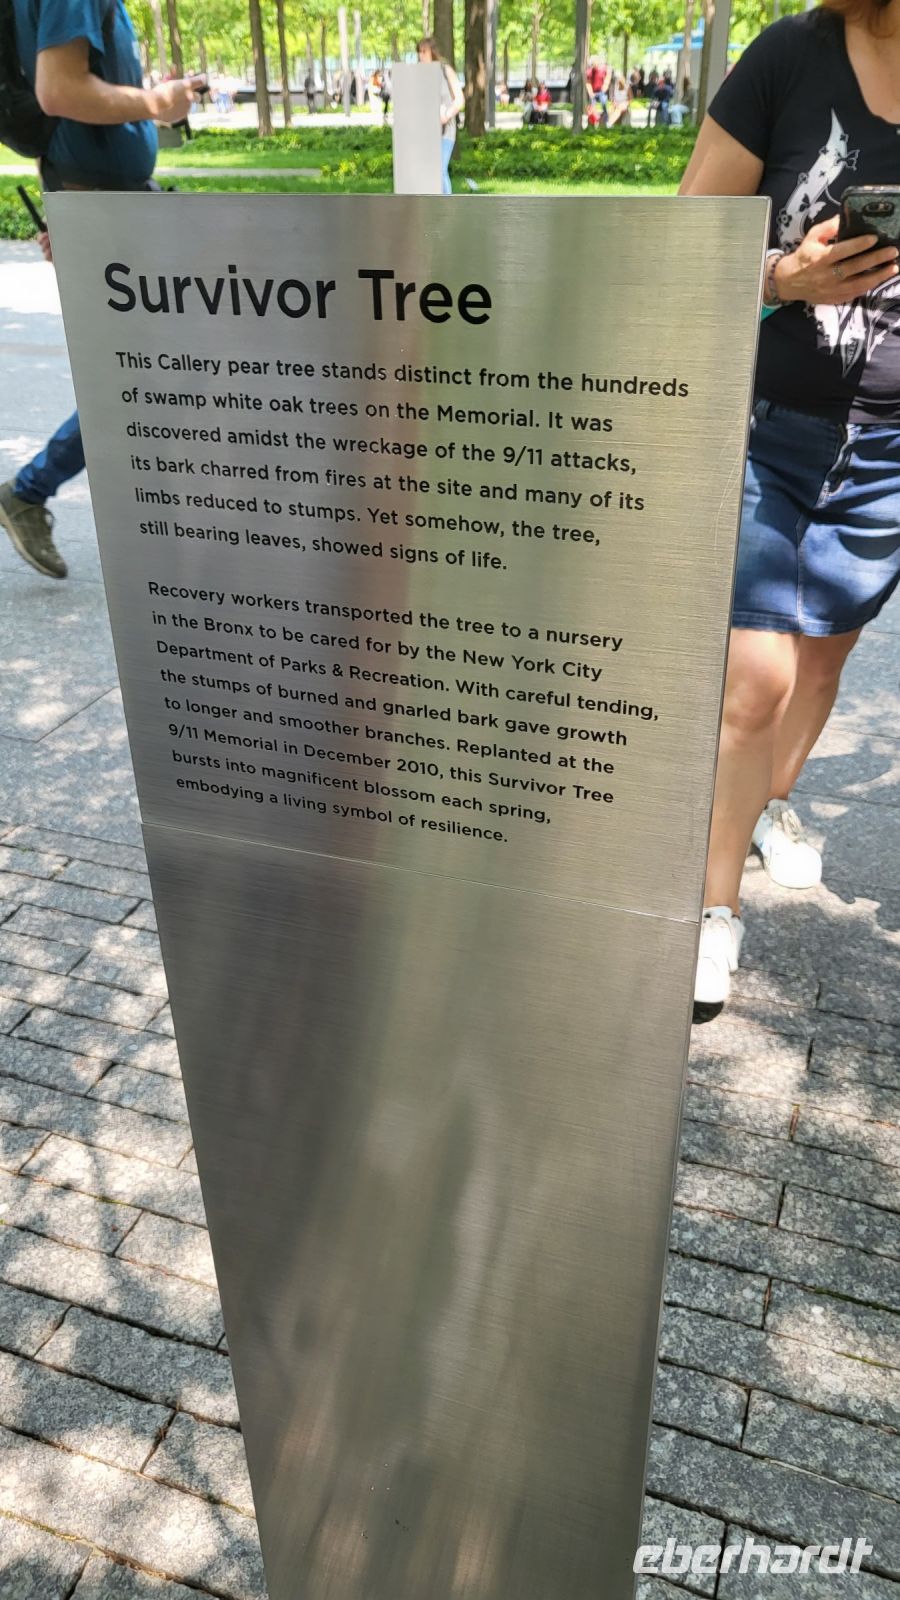 Survivor Tree
This Callery pear tree stands distinct from the hundreds
of swamp white oak trees on the Memorial. It was
discovered amidst the wreckage of the 9/11 attacks,
its bark charred from fires at the site and many of its
limbs reduced to stumps. Yet somehow, the tree,
still bearing leaves, showed signs of life.
Recovery workers transported the tree to a nursery
in the Bronx to be cared for by the New York City
Department of Parks & Recreation. With careful tending,
the stumps of burned and gnarled bark gave growth
to longer and smoother branches. Replanted at the
9/11 Memorial in December 2010, this Survivor Tree
bursts into magnificent blossom each spring,
embodying a living symbol of resilience.
eberhardt